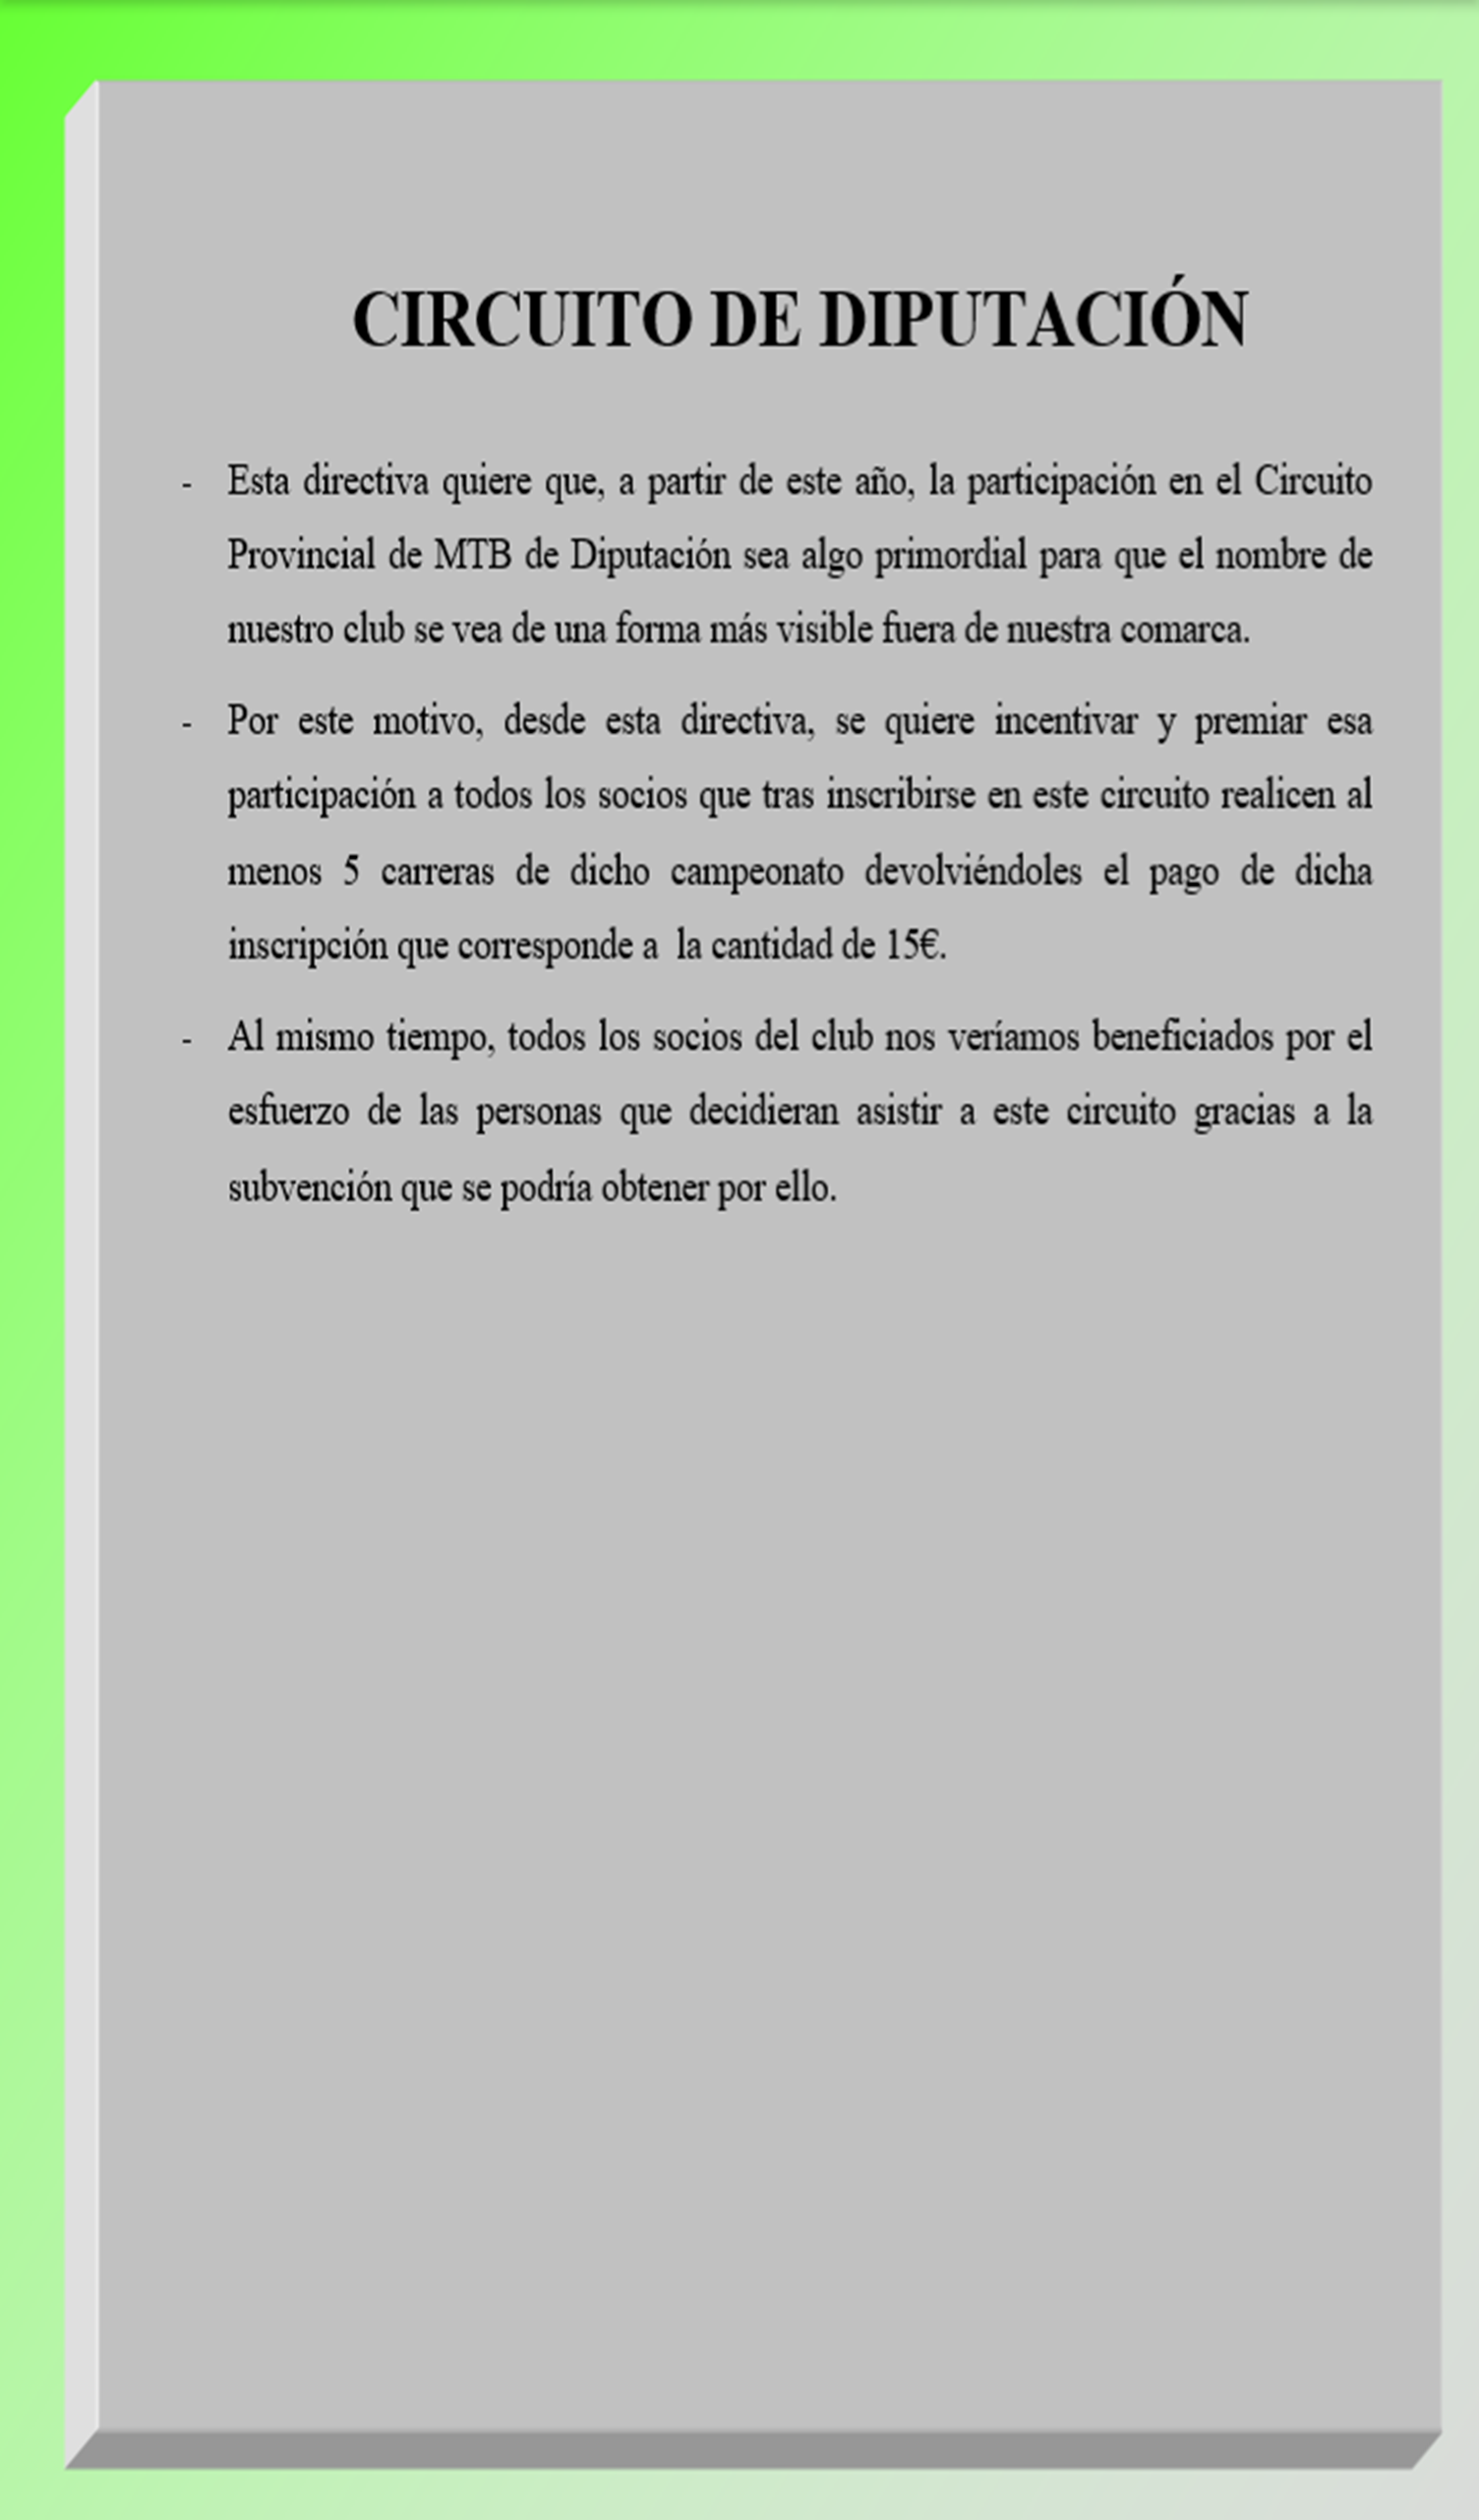 CIRCUITO DE DIPUTACIÓN
- Esta directiva quiere que, a partir de este año, la participación en el Circuito
Provincial de MTB de Diputación sea algo primordial para que el nombre de
nuestro club se vea de una forma más visible fuera de nuestra comarca.
- Por este motivo, desde esta directiva, se quiere incentivar y premiar esa
participación a todos los socios que tras inscribirse en este circuito realicen al
menos 5 carreras de dicho campeonato devolviéndoles el pago de dicha
inscripción que corresponde a  la cantidad de 15€.
- Al mismo tiempo, todos los socios del club nos veríamos beneficiados por el
esfuerzo de las personas que decidieran asistir a este circuito gracias a la
subvención que se podría obtener por ello.